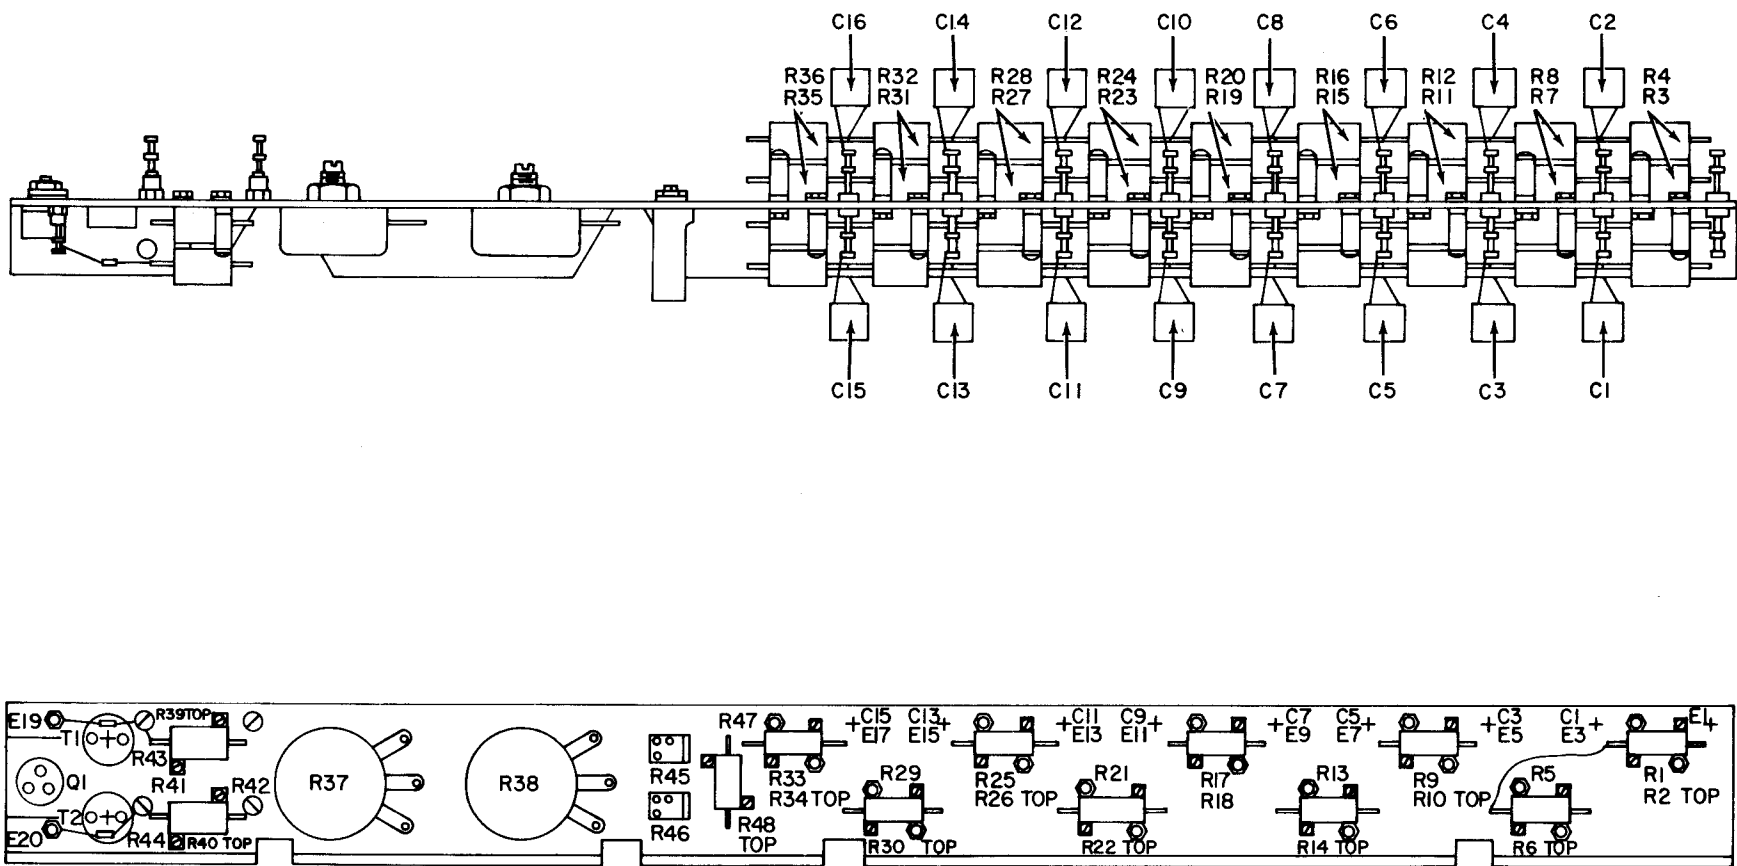 C16 C14 C12 C10 C8 C6 C4 C2
R36 R32 R28 R24 R20 R16 R12 R8 R4
R35 R31 R27 R23 R19 R15 R11 R7 R3
C15 C13 C11 C9 C7 C5 C3 C1
E19 R39TOP R47 C15 C13 C11 C9 C7 C5 C3 C1 E1
T1 E17 E15 E13 E11 E9 E7 E5 E3
R43
Q1 R41 R42 R37 R38 R45 R33 R29 R25 R21 R17 R13 R9 R5 R1
R34 TOP R26 TOP R18 R10 TOP R2 TOP
T2
E20 R44 R40 TOP R46 R48
TOP R30 TOP R22 TOP R14 TOP R6 TOP